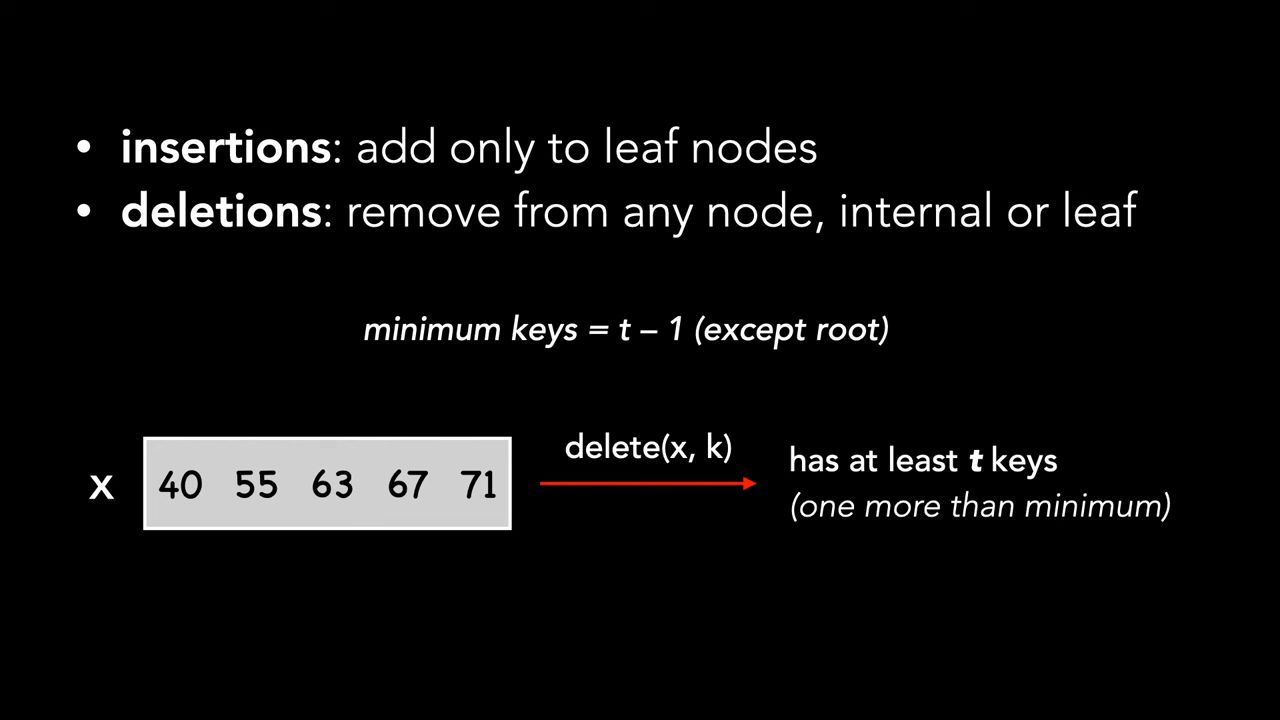 • insertions: add only to leaf nodes
• deletions: remove from any node, internal or leaf
minimum keys = t – 1 (except root)
x 40 55 63 67 71
delete(x, k)
has at least t keys
(one more than minimum)